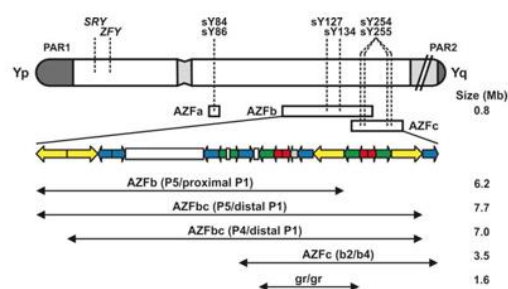 SRY
ZFY
sY84
sY86
sY127
sY134
sY254
sY255
PAR1
PAR2
Yp
Yq
Size (Mb)
AZFa
AZFb
0.8
AZFc
AZFb (P5/proximal P1)
6.2
AZFbc (P5/distal P1)
7.7
AZFbc (P4/distal P1)
7.0
AZFc (b2/b4)
3.5
gr/gr
1.6